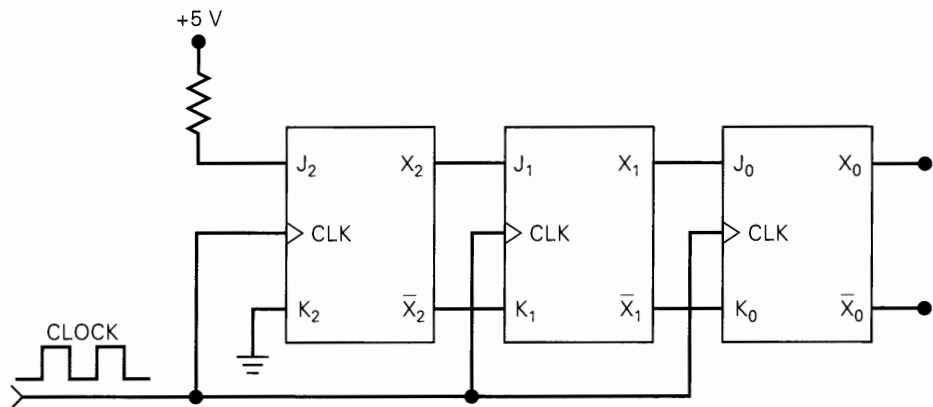 +5 V
J₂ X₂ J₁ X₁ J₀ X₀
CLK CLK CLK
K₂ X̅₂ K₁ X̅₁ K₀ X̅₀
CLOCK